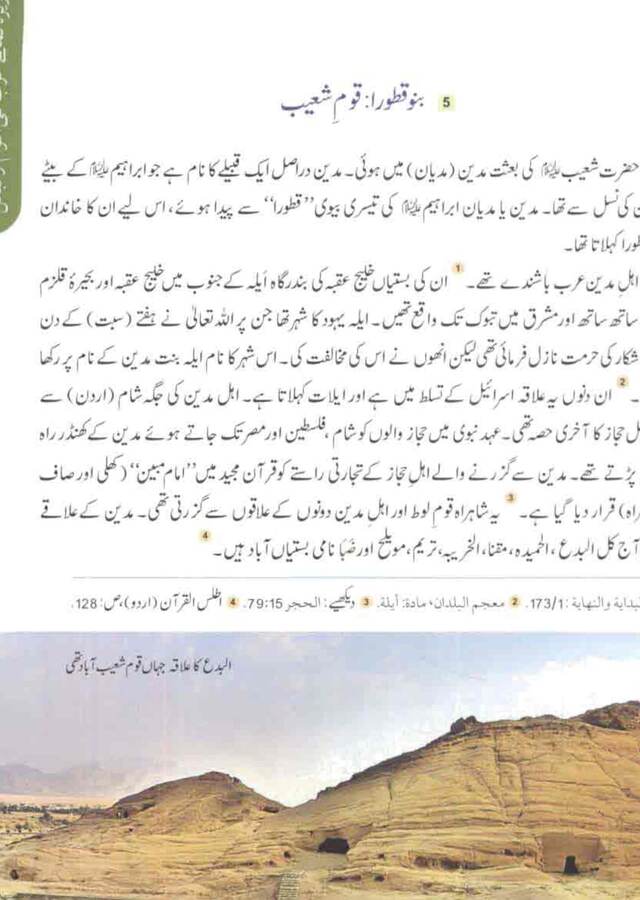 5 بنو قطورا: قومِ شعیب
حضرت شعیب علیہ السلام کی بعثت مدین (مدیان) میں ہوئی۔ مدین دراصل ایک قبیلے کا نام ہے جو ابراہیم علیہ السلام کے بیٹے
کی نسل سے تھا۔ مدین یا مدیان ابراہیم علیہ السلام کی تیسری بیوی ”قطورا“ سے پیدا ہوئے، اس لیے ان کا خاندان
کہلاتا تھا۔
اہلِ مدین عرب باشندے تھے۔ 1 ان کی بستیاں خلیج عقبہ کی بندرگاہ اَیلہ کے جنوب میں خلیج عقبہ اور بحیرۂ قلزم
ساتھ ساتھ اور مشرق میں تبوک تک واقع تھیں۔ ایلہ یہود کا شہر تھا جن پر اللہ تعالیٰ نے ہفتے (سبت) کے دن
شکار کی حرمت نازل فرمائی تھی لیکن انھوں نے اس کی مخالفت کی۔ اس شہر کا نام ایلہ بنت مدین کے نام پر رکھا
۔ 2 ان دنوں یہ علاقہ اسرائیل کے تسلط میں ہے اور ایلات کہلاتا ہے۔ اہل مدین کی جگہ شام (اردن) سے
حجاز کا آخری حصہ تھی۔ عہد نبوی میں حجاز والوں کو شام، فلسطین اور مصر تک جاتے ہوئے مدین کے کھنڈر راہ
پڑتے تھے۔ مدین سے گزرنے والے اہلِ حجاز کے تجارتی راستے کو قرآن مجید میں ”امام مبین“ (کھلی اور صاف
راہ) قرار دیا گیا ہے۔ 3 یہ شاہراہ قومِ لوط اور اہلِ مدین دونوں کے علاقوں سے گزرتی تھی۔ مدین کے علاقے
آج کل البدع، الحمیدہ، مقنا، الخریبہ، تریم، مویلح اور ضبا نامی بستیاں آباد ہیں۔ 4
البداية والنهاية: 173/1. 2 معجم البلدان، مادة: أيلة. 3 دیکھیے: الحجر 79:15. 4 اطلس القرآن (اردو)، ص: 128.
البدع کا علاقہ جہاں قوم شعیب آباد تھی